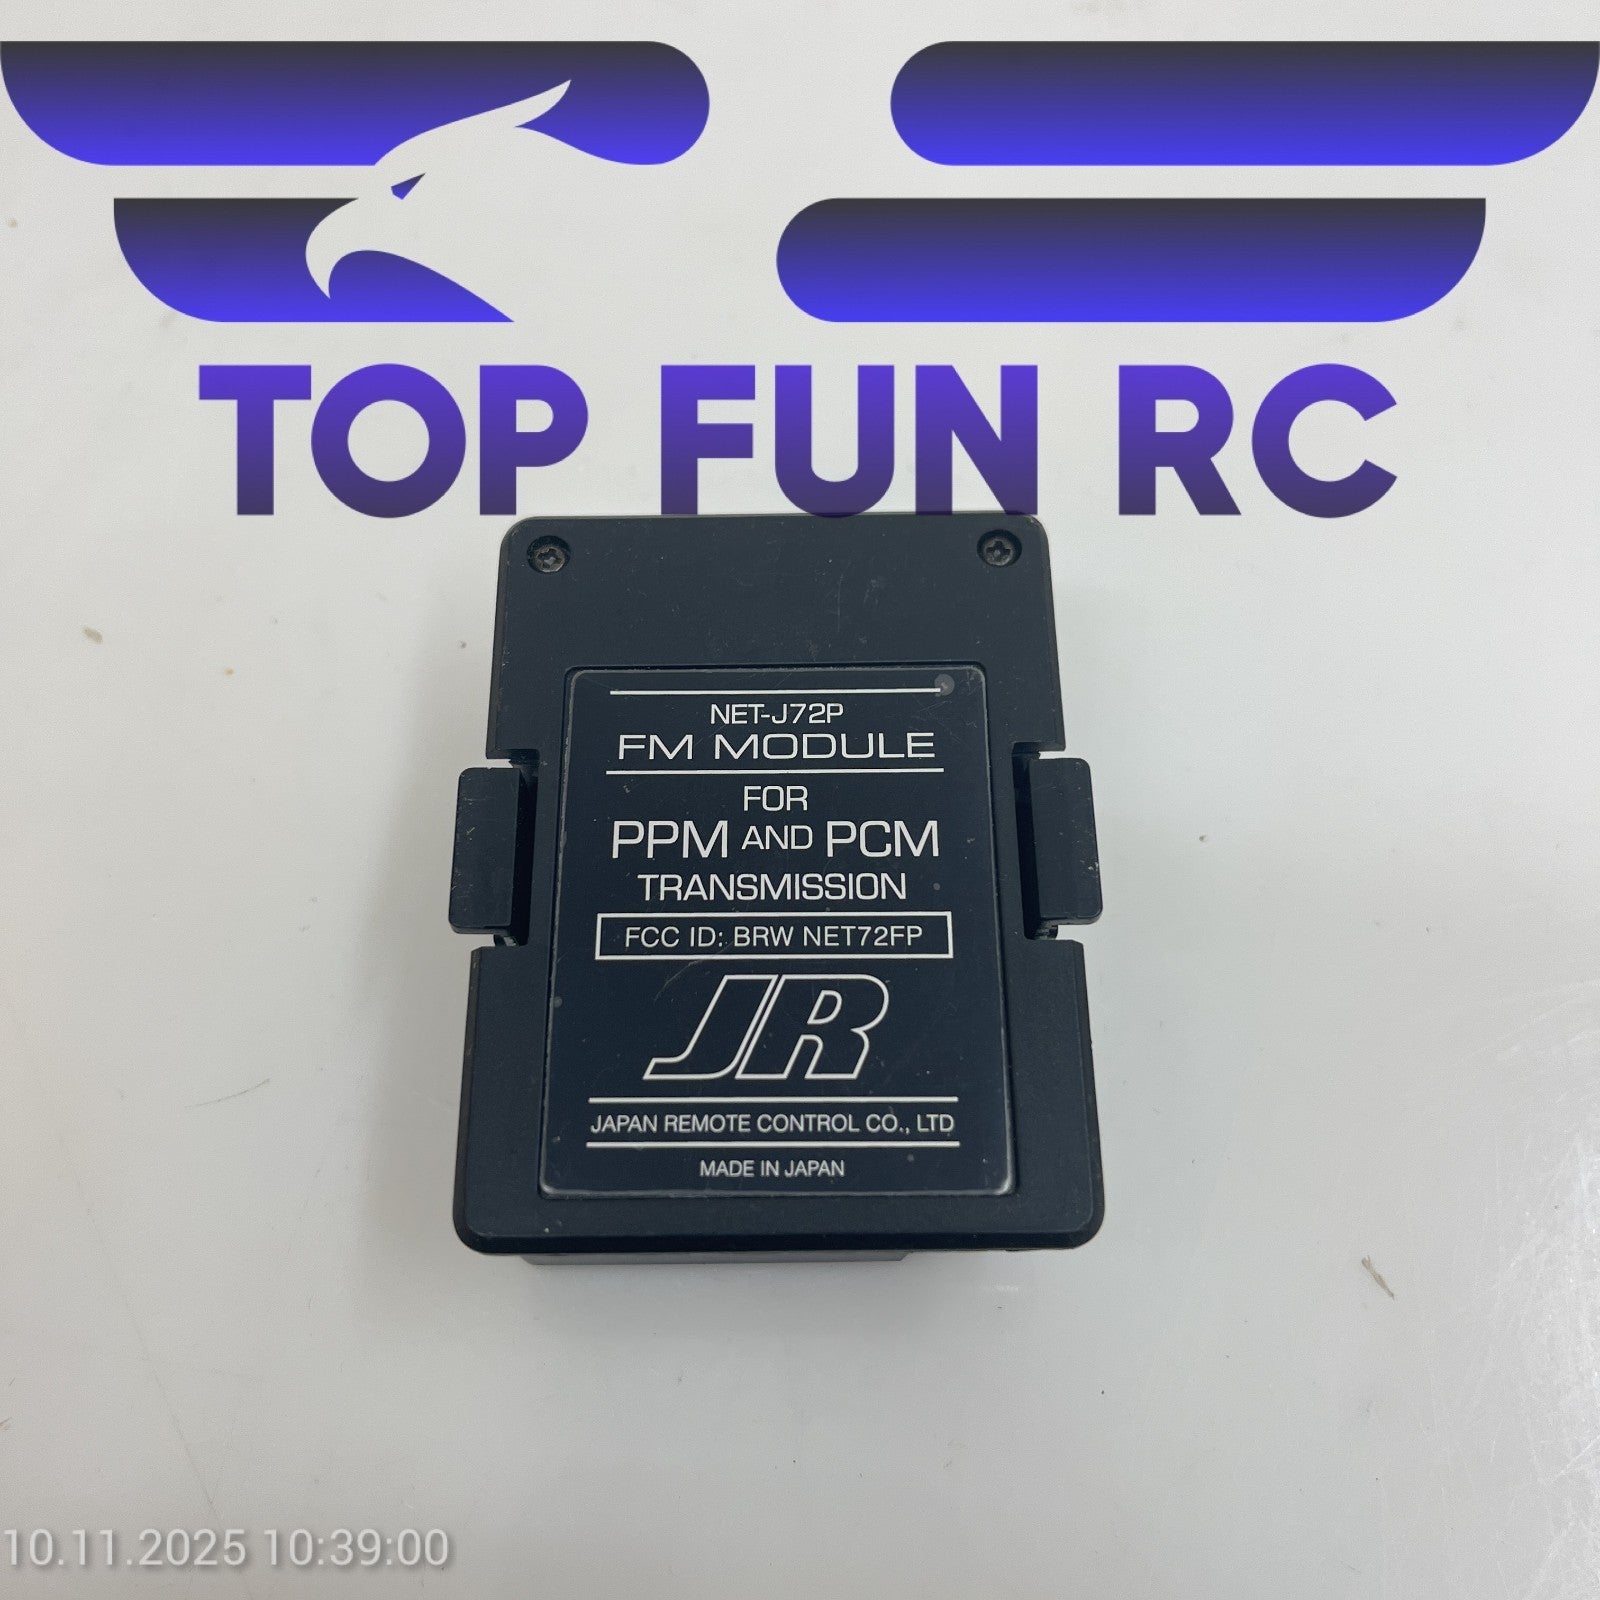 TOP FUN RC
NET-J72P
FM MODULE
FOR
PPM AND PCM
TRANSMISSION
FCC ID: BRW NET72FP
JR
JAPAN REMOTE CONTROL CO., LTD
MADE IN JAPAN
10.11.2025 10:39:00